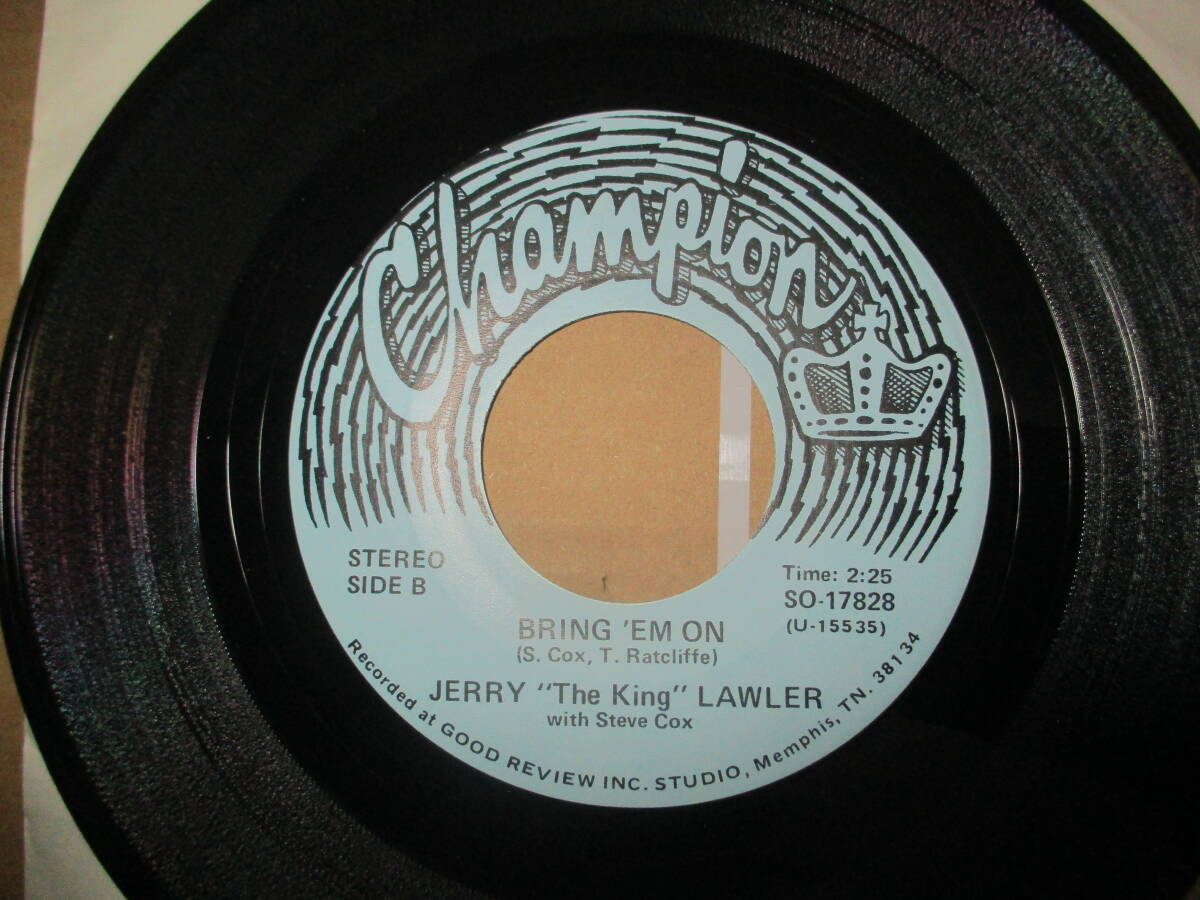 Champion
STEREO
SIDE B
Time: 2:25
SO-17828
(U-15535)
BRING 'EM ON
(S. Cox, T. Ratcliffe)
JERRY "The King" LAWLER
with Steve Cox
Recorded at GOOD REVIEW INC. STUDIO, Memphis, TN. 38134